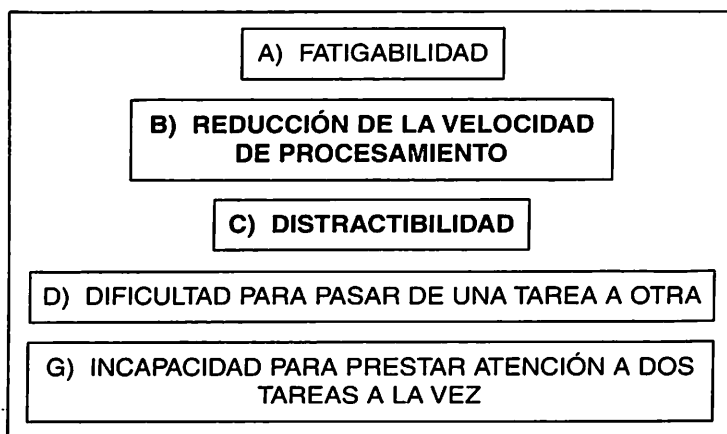 A) FATIGABILIDAD
B) REDUCCIÓN DE LA VELOCIDAD
DE PROCESAMIENTO
C) DISTRACTIBILIDAD
D) DIFICULTAD PARA PASAR DE UNA TAREA A OTRA
G) INCAPACIDAD PARA PRESTAR ATENCIÓN A DOS
TAREAS A LA VEZ